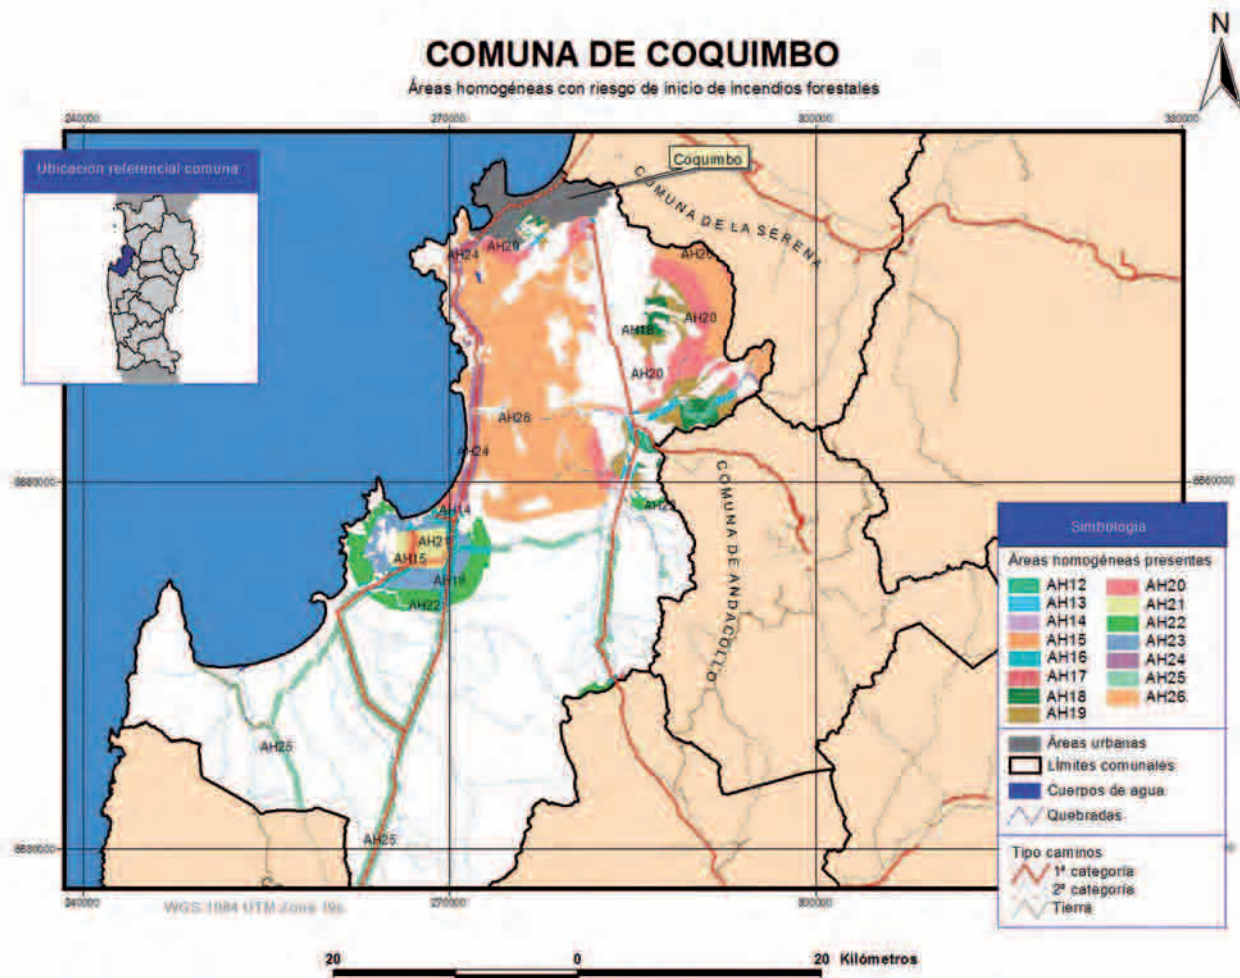 N
COMUNA DE COQUIMBO
Áreas homogéneas con riesgo de inicio de incendios forestales
240000
270000
300000
330000
Ubicación referencial comuna
Coquimbo
COMUNA DE LA SERENA
AH20
AH24
AH20
AH18
AH20
AH26
AH24
COMUNA DE ANDACOLLO
AH14
AH21
AH15
AH22
AH25
AH25
Simbología
Áreas homogéneas presentes
AH12
AH13
AH14
AH15
AH16
AH17
AH18
AH19
AH20
AH21
AH22
AH23
AH24
AH25
AH26
Áreas urbanas
Límites comunales
Cuerpos de agua
Quebradas
Tipo caminos
1ª categoría
2ª categoría
Tierra
240000
270000
300000
WGS 1984 UTM Zona 19s
20
0
20 Kilómetros